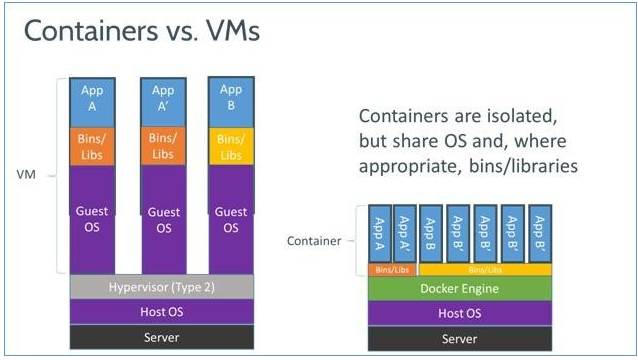 Containers vs. VMs
App
A
App
A'
App
B
Bins/
Libs
Bins/
Libs
Bins/
Libs
VM
Guest
OS
Guest
OS
Guest
OS
Hypervisor (Type 2)
Host OS
Server
Containers are isolated,
but share OS and, where
appropriate, bins/libraries
Container
App A
App A'
App B
App B'
App B'
App B'
App B'
Bins/Libs
Bins/Libs
Docker Engine
Host OS
Server